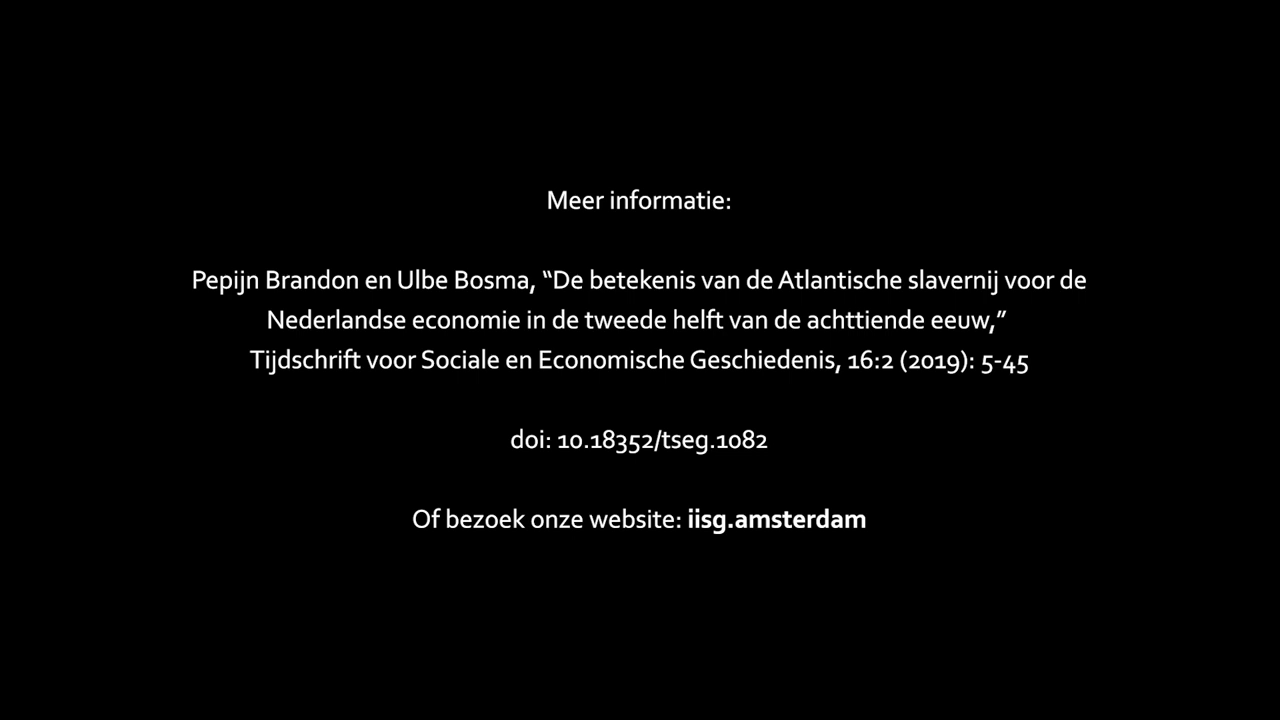 Meer informatie:
Pepijn Brandon en Ulbe Bosma, “De betekenis van de Atlantische slavernij voor de
Nederlandse economie in de tweede helft van de achttiende eeuw,”
Tijdschrift voor Sociale en Economische Geschiedenis, 16:2 (2019): 5-45
doi: 10.18352/tseg.1082
Of bezoek onze website: iisg.amsterdam